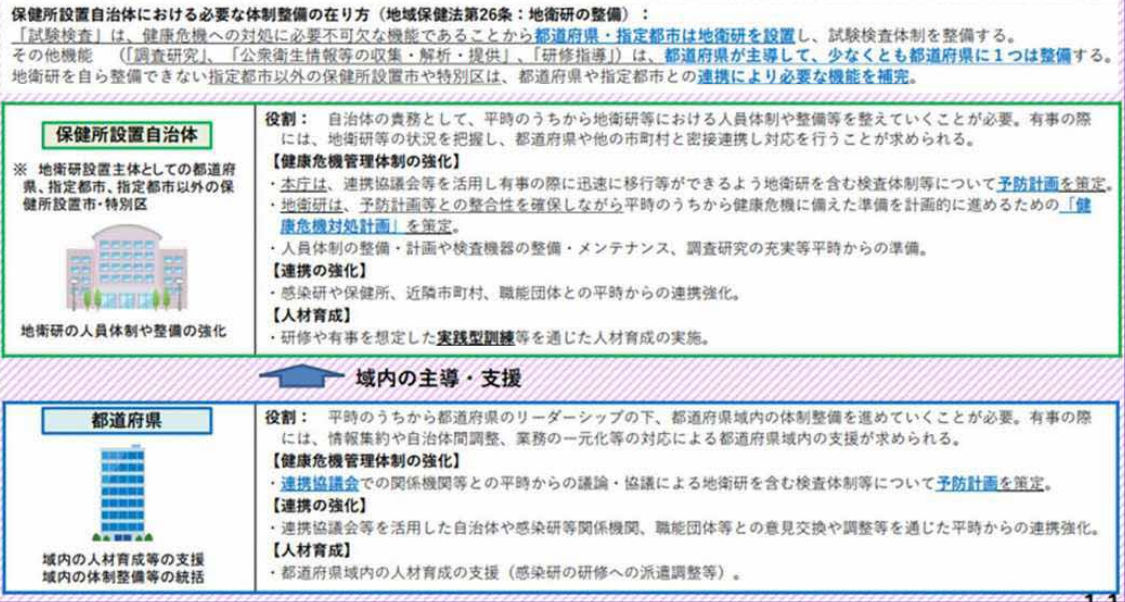 保健所設置自治体における必要な体制整備の在り方（地域保健法第26条：地衛研の整備）：
「試験検査」は、健康危機への対処に必要不可欠な機能であることから都道府県・指定都市は地衛研を設置し、試験検査体制を整備する。
その他機能　（「調査研究」、「公衆衛生情報等の収集・解析・提供」、「研修指導」）は、都道府県が主導して、少なくとも都道府県に１つは整備する。
地衛研を自ら整備できない指定都市以外の保健所設置市や特別区は、都道府県や指定都市との連携により必要な機能を補完。
保健所設置自治体
※　地衛研設置主体としての都道府
県、指定都市、指定都市以外の保
健所設置市・特別区
地衛研の人員体制や整備の強化
役割：　自治体の責務として、平時のうちから地衛研等における人員体制や整備等を整えていくことが必要。有事の際
には、地衛研等の状況を把握し、都道府県や他の市町村と密接連携し対応を行うことが求められる。
【健康危機管理体制の強化】
・本庁は、連携協議会等を活用し有事の際に迅速に移行等ができるよう地衛研を含む検査体制等について予防計画を策定。
・地衛研は、予防計画等との整合性を確保しながら平時のうちから健康危機に備えた準備を計画的に進めるための「健
康危機対処計画」を策定。
・人員体制の整備・計画や検査機器の整備・メンテナンス、調査研究の充実等平時からの準備。
【連携の強化】
・感染研や保健所、近隣市町村、職能団体との平時からの連携強化。
【人材育成】
・研修や有事を想定した実践型訓練等を通じた人材育成の実施。
域内の主導・支援
都道府県
域内の人材育成等の支援
域内の体制整備等の統括
役割：　平時のうちから都道府県のリーダーシップの下、都道府県域内の体制整備を進めていくことが必要。有事の際
には、情報集約や自治体間調整、業務の一元化等の対応による都道府県域内の支援が求められる。
【健康危機管理体制の強化】
・連携協議会での関係機関等との平時からの議論・協議による地衛研を含む検査体制等について予防計画を策定。
【連携の強化】
・連携協議会等を活用した自治体や感染研等関係機関、職能団体等との意見交換や調整等を通じた平時からの連携強化。
【人材育成】
・都道府県域内の人材育成の支援（感染研の研修への派遣調整等）。